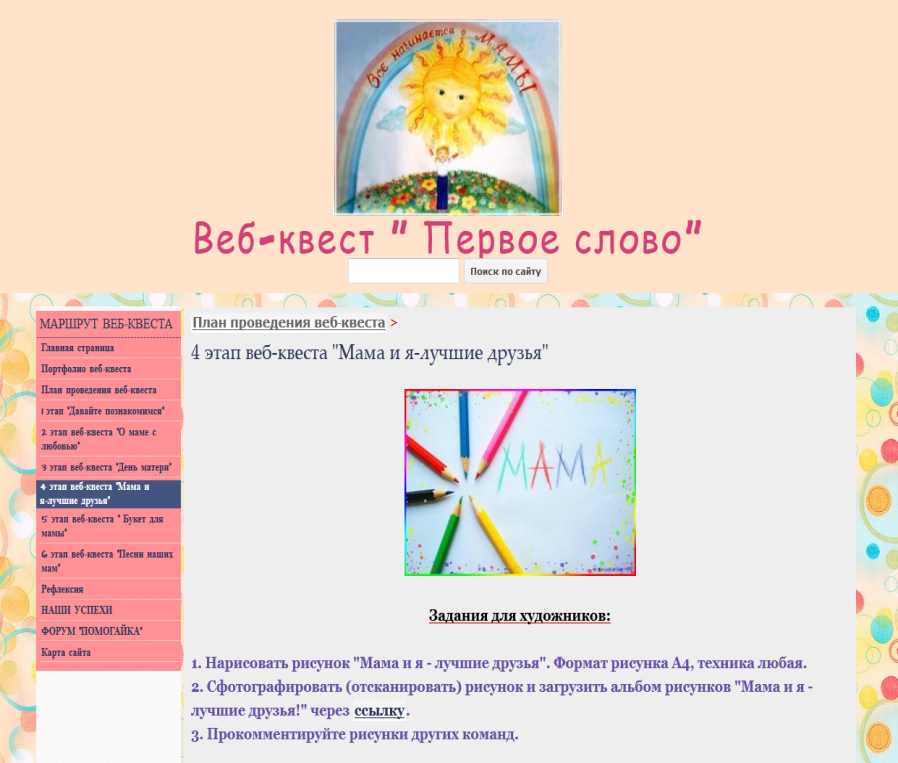 Всё начинается с МАМЫ
Веб-квест " Первое слово"
Поиск по сайту
МАРШРУТ ВЕБ-КВЕСТА
Главная страница
Портфолио веб-квеста
План проведения веб-квеста
1 этап "Давайте познакомимся"
2 этап веб-квеста "О маме с
любовью"
3 этап веб-квеста "День матери"
4 этап веб-квеста "Мама и
я-лучшие друзья"
5 этап веб-квеста " Букет для
мамы"
6 этап веб-квеста "Песни наших
мам"
Рефлексия
НАШИ УСПЕХИ
ФОРУМ "ПОМОГАЙКА"
Карта сайта
План проведения веб-квеста >
4 этап веб-квеста "Мама и я-лучшие друзья"
МАМА
Задания для художников:
1. Нарисовать рисунок "Мама и я - лучшие друзья". Формат рисунка А4, техника любая.
2. Сфотографировать (отсканировать) рисунок и загрузить альбом рисунков "Мама и я -
лучшие друзья!" через ссылку.
3. Прокомментируйте рисунки других команд.